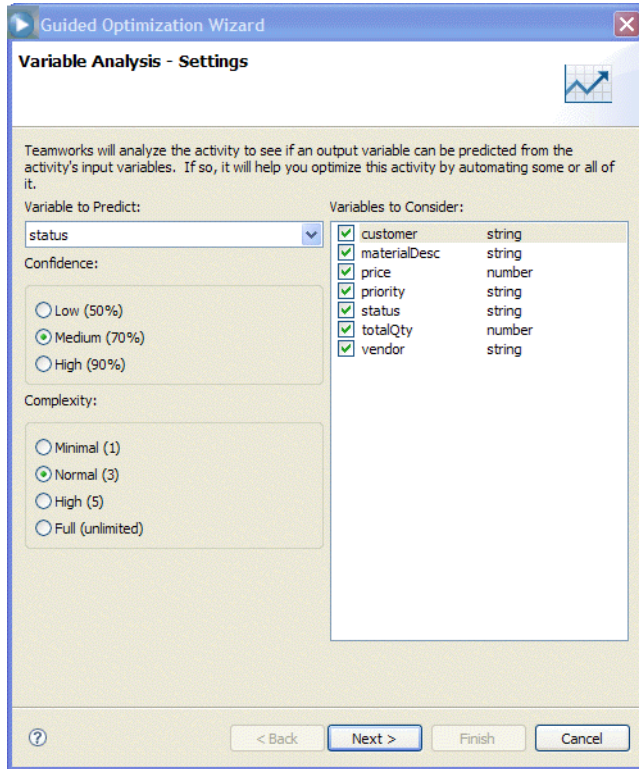 Guided Optimization Wizard
Variable Analysis - Settings
Teamworks will analyze the activity to see if an output variable can be predicted from the
activity's input variables. If so, it will help you optimize this activity by automating some or all of
it.
Variable to Predict:
status
Confidence:
Low (50%)
Medium (70%)
High (90%)
Complexity:
Minimal (1)
Normal (3)
High (5)
Full (unlimited)
Variables to Consider:
customer string
materialDesc string
price number
priority string
status string
totalQty number
vendor string
?
< Back Next > Finish Cancel